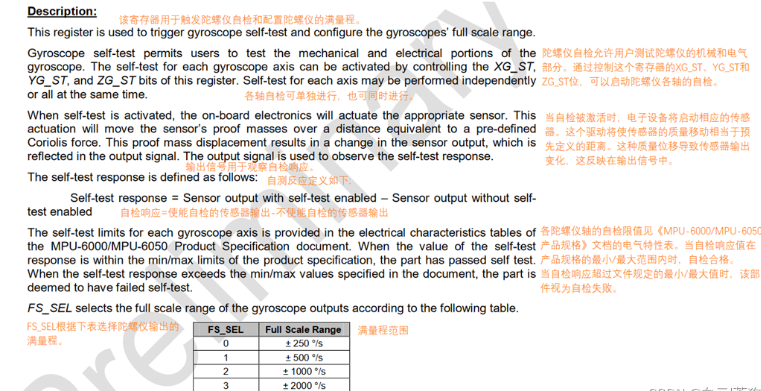 Description:
该寄存器用于触发陀螺仪自检和配置陀螺仪的满量程。
This register is used to trigger gyroscope self-test and configure the gyroscopes' full scale range.
Gyroscope self-test permits users to test the mechanical and electrical portions of the
gyroscope. The self-test for each gyroscope axis can be activated by controlling the XG_ST,
YG_ST, and ZG_ST bits of this register. Self-test for each axis may be performed independently
or all at the same time.
陀螺仪自检允许用户测试陀螺仪的机械和电气
部分。通过控制这个寄存器的XG_ST、YG_ST和
ZG_ST位，可以启动陀螺仪各轴的自检。
各轴自检可单独进行，也可同时进行。
When self-test is activated, the on-board electronics will actuate the appropriate sensor. This
actuation will move the sensor's proof masses over a distance equivalent to a pre-defined
Coriolis force. This proof mass displacement results in a change in the sensor output, which is
reflected in the output signal. The output signal is used to observe the self-test response.
当自检被激活时，电子设备将启动相应的传感
器。这个驱动将使传感器的质量移动相当于预
先定义的距离。这种质量位移导致传感器输出
变化，这反映在输出信号中。
输出信号用于观察自检响应。
The self-test response is defined as follows:
自测反应定义如下
Self-test response = Sensor output with self-test enabled – Sensor output without self-
test enabled
自检响应=使能自检的传感器输出-不使能自检的传感器输出
The self-test limits for each gyroscope axis is provided in the electrical characteristics tables of
the MPU-6000/MPU-6050 Product Specification document. When the value of the self-test
response is within the min/max limits of the product specification, the part has passed self test.
When the self-test response exceeds the min/max values specified in the document, the part is
deemed to have failed self-test.
各陀螺仪轴的自检限值见《MPU-6000/MPU-6050
产品规格》文档的电气特性表。当自检响应值在
产品规格的最小/最大范围内时，自检合格。
当自检响应超过文件规定的最小/最大值时，该部
件视为自检失败。
FS_SEL selects the full scale range of the gyroscope outputs according to the following table.
FS_SEL根据下表选择陀螺仪输出的
满量程。
FS_SEL Full Scale Range
满量程范围
0 ± 250 °/s
1 ± 500 °/s
2 ± 1000 °/s
3 ± 2000 °/s
Preliminary